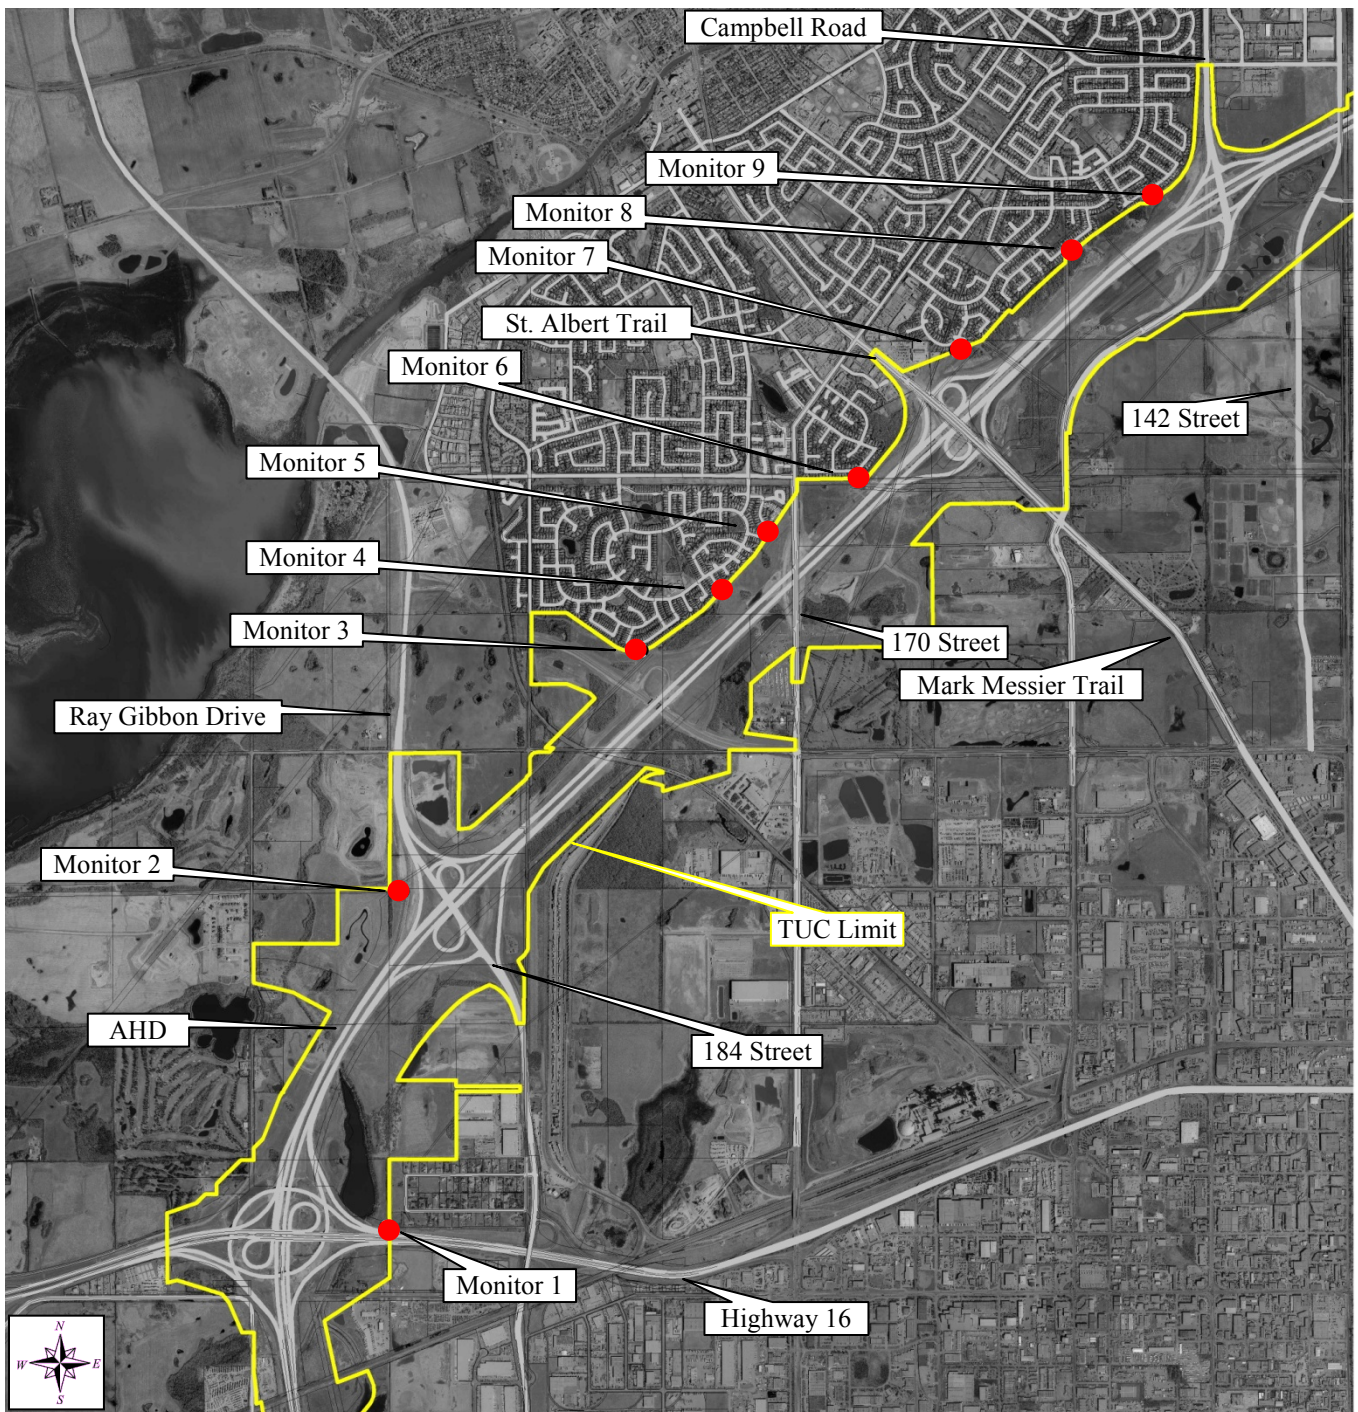 Campbell Road
Monitor 9
Monitor 8
Monitor 7
St. Albert Trail
Monitor 6
142 Street
Monitor 5
Monitor 4
Monitor 3
170 Street
Mark Messier Trail
Ray Gibbon Drive
Monitor 2
TUC Limit
AHD
184 Street
Monitor 1
Highway 16
N
W E
S